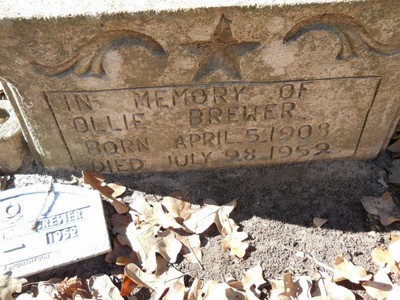 IN MEMORY OF
OLLIE BREWER
BORN APRIL 5,1908
DIED JULY 28,1952
BREWER
1952